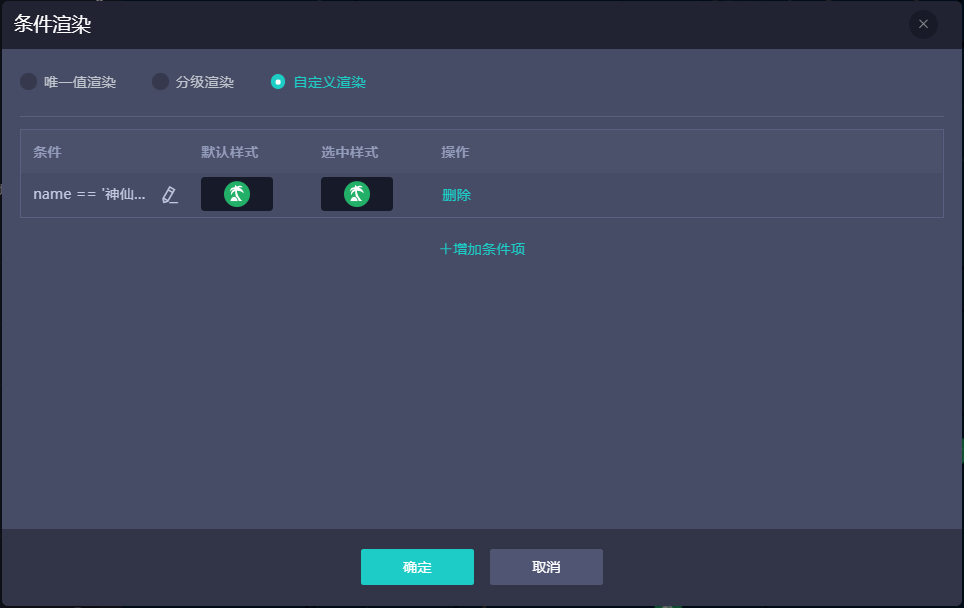 条件渲染
唯一值渲染 分级渲染 自定义渲染
条件 默认样式 选中样式 操作
name == '神仙... 删除
+增加条件项
确定 取消